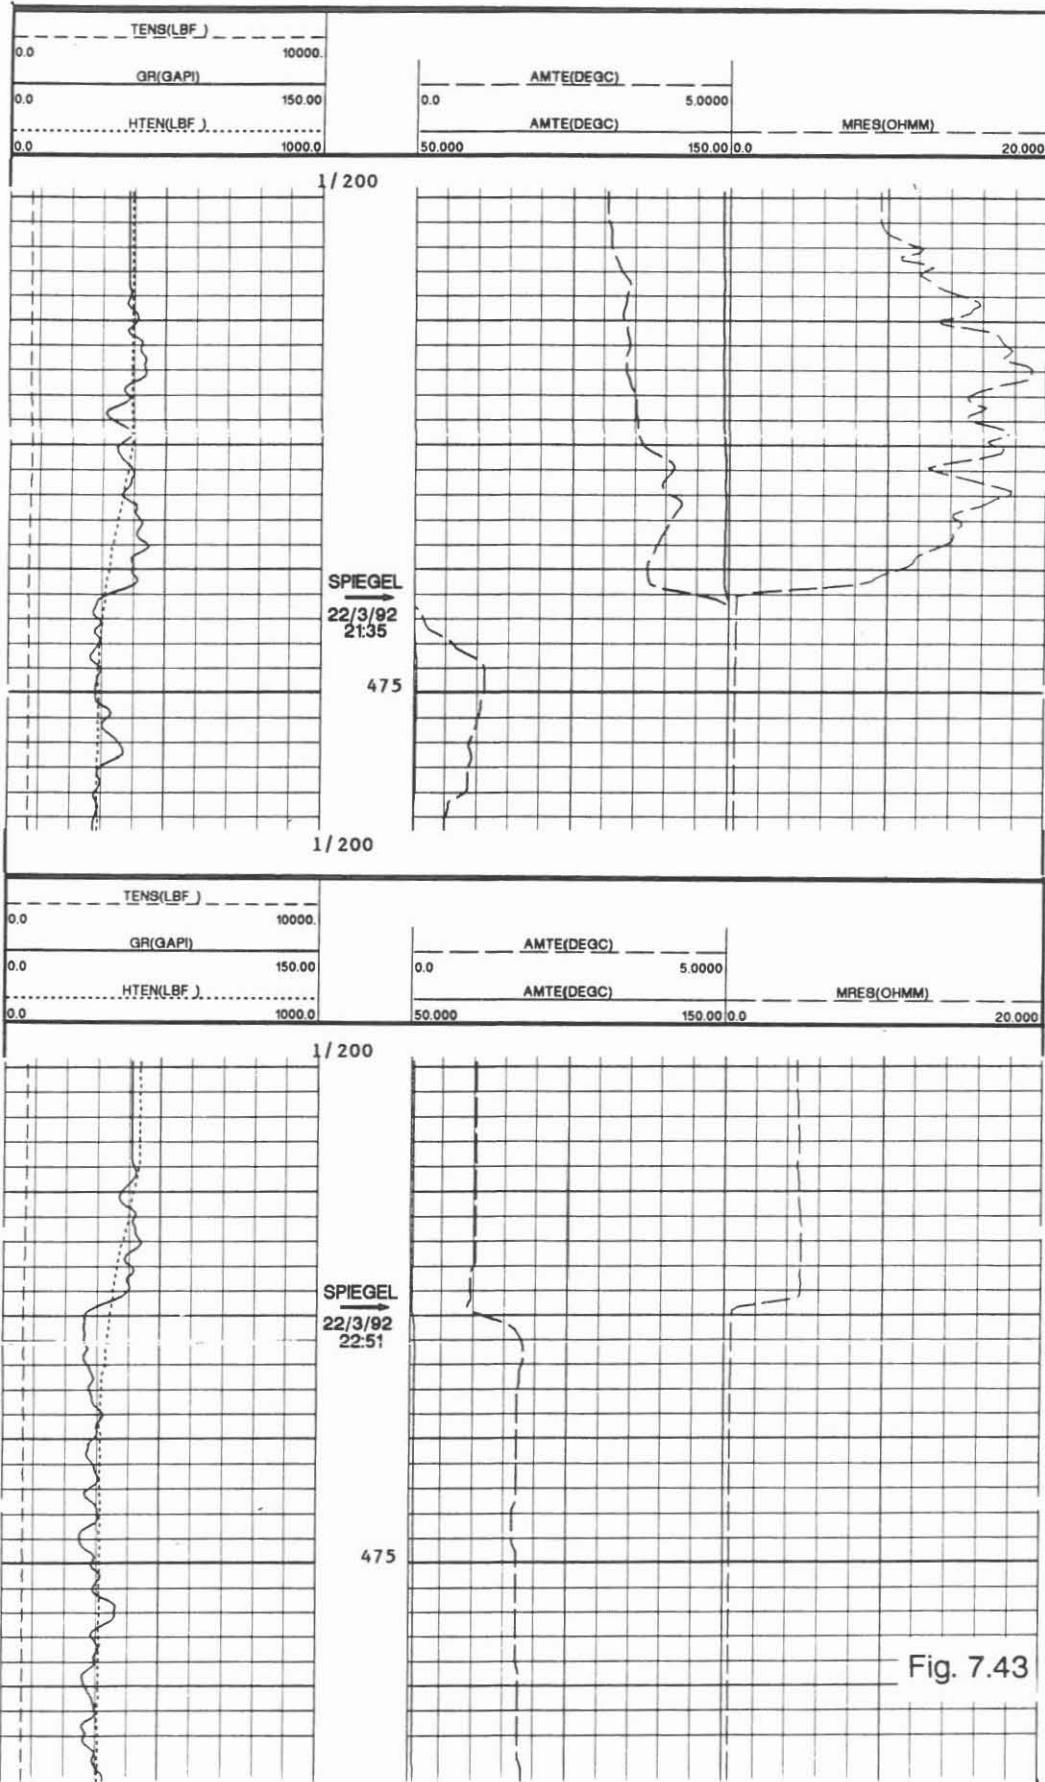 TENS(LBF )
0.0 10000.
GR(GAPI) AMTE(DEGC)
0.0 150.00 0.0 5.0000
HTEN(LBF ) AMTE(DEGC) MRES(OHMM)
0.0 1000.0 50.000 150.00 0.0 20.000
1/200
SPIEGEL
22/3/92
21:35
475
1/200
TENS(LBF )
0.0 10000.
GR(GAPI) AMTE(DEGC)
0.0 150.00 0.0 5.0000
HTEN(LBF ) AMTE(DEGC) MRES(OHMM)
0.0 1000.0 50.000 150.00 0.0 20.000
1/200
SPIEGEL
22/3/92
22:51
475
Fig. 7.43